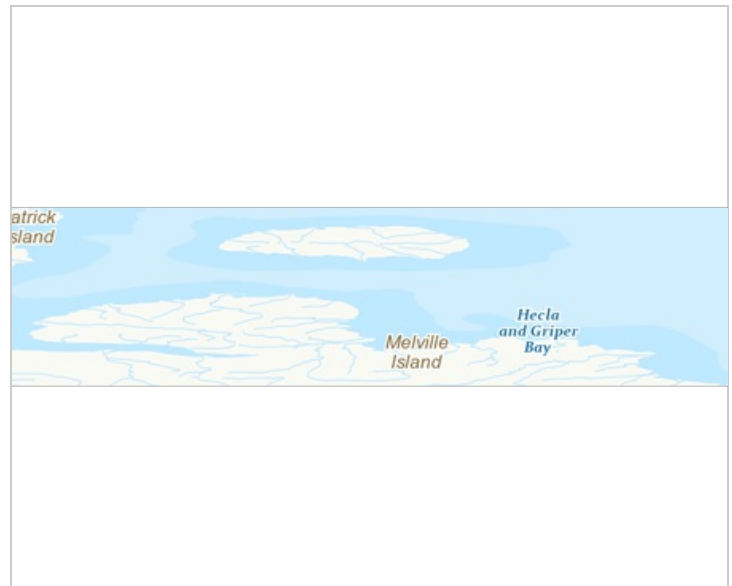 atrick
sland
Hecla
and Griper
Bay
Melville
Island